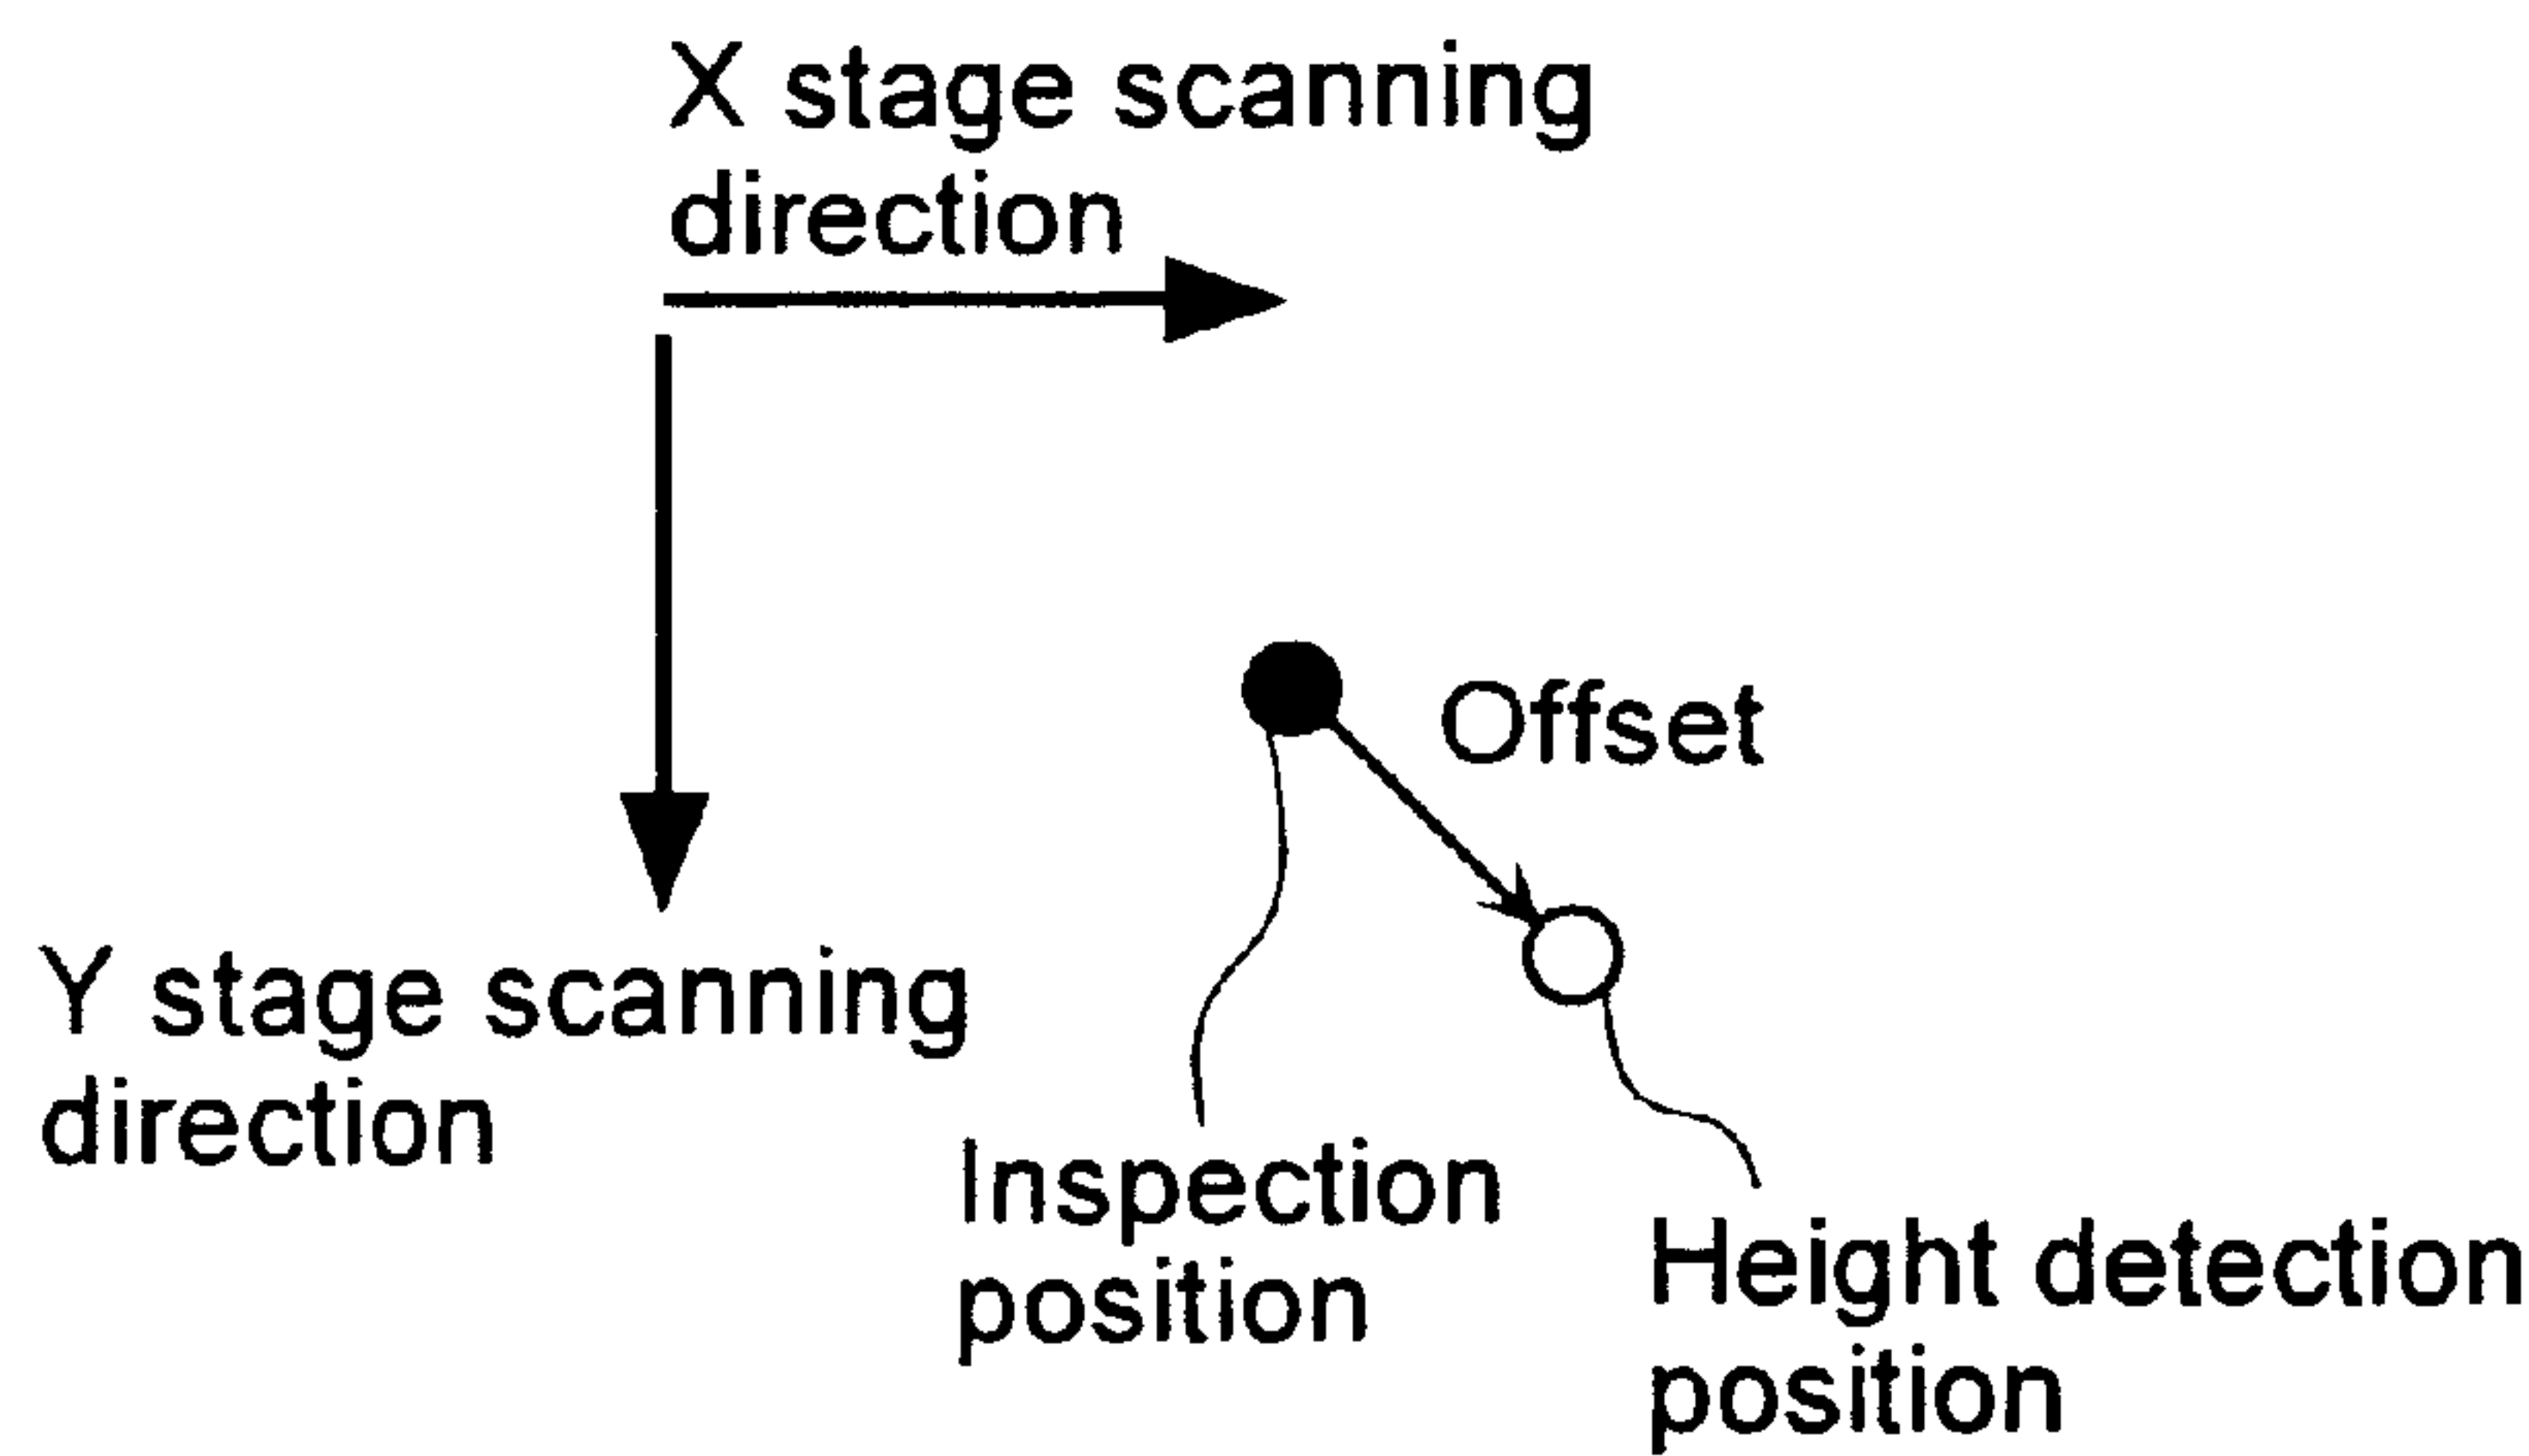 X stage scanning
direction
Offset
Y stage scanning
direction
Inspection
position
Height detection
position